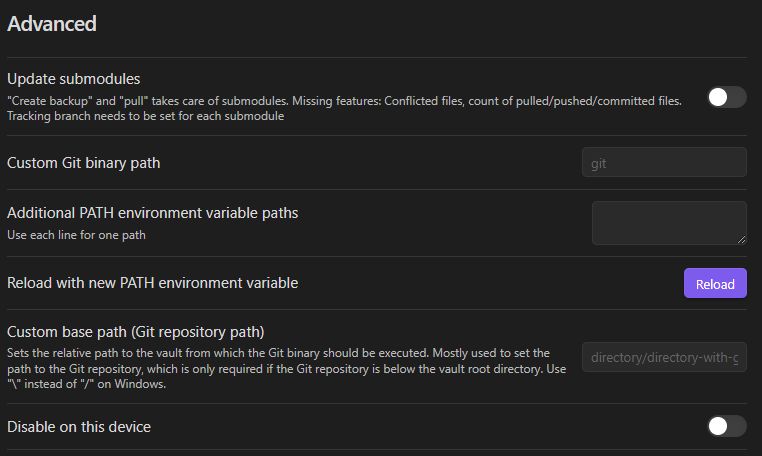 Advanced
Update submodules
"Create backup" and "pull" takes care of submodules. Missing features: Conflicted files, count of pulled/pushed/committed files.
Tracking branch needs to be set for each submodule
Custom Git binary path
git
Additional PATH environment variable paths
Use each line for one path
Reload with new PATH environment variable
Reload
Custom base path (Git repository path)
Sets the relative path to the vault from which the Git binary should be executed. Mostly used to set the
path to the Git repository, which is only required if the Git repository is below the vault root directory. Use
"\" instead of "/" on Windows.
directory/directory-with-g
Disable on this device